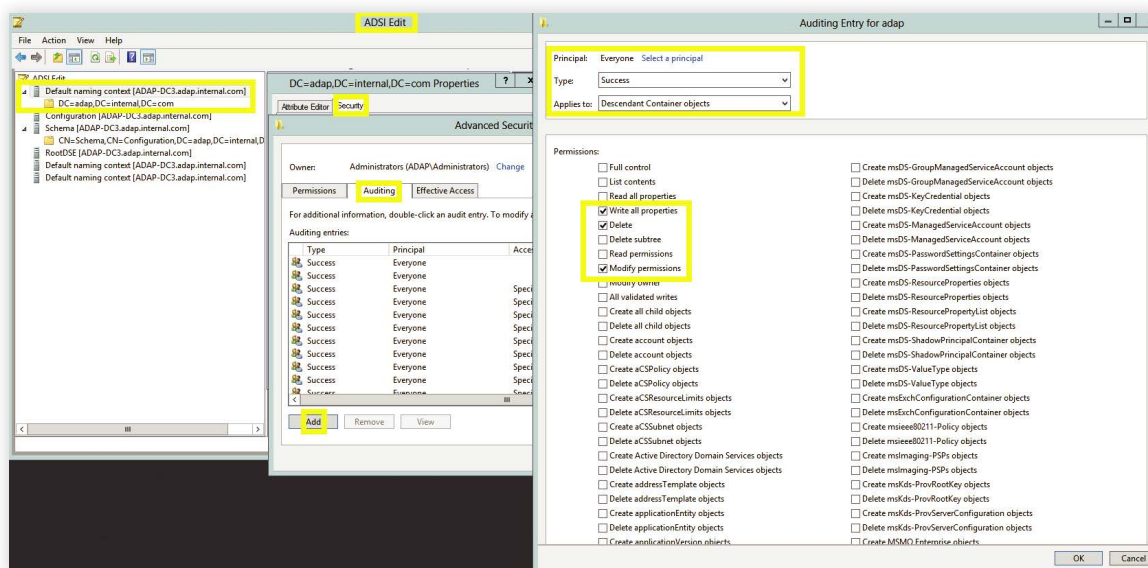 ADSI Edit
File Action View Help
ADSI Edit
Default naming context [ADAP-DC3.adap.internal.com]
DC=adap,DC=internal,DC=com
Configuration [ADAP-DC3.adap.internal.com]
Schema [ADAP-DC3.adap.internal.com]
CN=Schema,CN=Configuration,DC=adap,DC=internal,D
RootDSE [ADAP-DC3.adap.internal.com]
Default naming context [ADAP-DC3.adap.internal.com]
Default naming context [ADAP-DC3.adap.internal.com]
DC=adap,DC=internal,DC=com Properties ? x
Attribute Editor Security
Advanced Securit
Owner: Administrators (ADAP\Administrators) Change
Permissions Auditing Effective Access
For additional information, double-click an audit entry. To modify a
Auditing entries:
Type Principal Acce
Success Everyone
Success Everyone
Success Everyone Speci
Success Everyone Speci
Success Everyone Speci
Success Everyone Speci
Success Everyone Speci
Success Everyone Speci
Success Everyone Speci
Success Everyone Speci
Success Everyone Speci
Add Remove View
Auditing Entry for adap
Principal: Everyone Select a principal
Type: Success
Applies to: Descendant Container objects
Permissions:
Full control
List contents
Read all properties
Write all properties
Delete
Delete subtree
Read permissions
Modify permissions
Modify owner
All validated writes
Create all child objects
Delete all child objects
Create account objects
Delete account objects
Create aCSPolicy objects
Delete aCSPolicy objects
Create aCSResourceLimits objects
Delete aCSResourceLimits objects
Create aCSSubnet objects
Delete aCSSubnet objects
Create Active Directory Domain Services objects
Delete Active Directory Domain Services objects
Create addressTemplate objects
Delete addressTemplate objects
Create applicationEntity objects
Delete applicationEntity objects
Create applicationVersion objects
Create msDS-GroupManagedServiceAccount objects
Delete msDS-GroupManagedServiceAccount objects
Create msDS-KeyCredential objects
Delete msDS-KeyCredential objects
Create msDS-ManagedServiceAccount objects
Delete msDS-ManagedServiceAccount objects
Create msDS-PasswordSettingsContainer objects
Delete msDS-PasswordSettingsContainer objects
Create msDS-ResourceProperties objects
Delete msDS-ResourceProperties objects
Create msDS-ResourcePropertyList objects
Delete msDS-ResourcePropertyList objects
Create msDS-ShadowPrincipalContainer objects
Delete msDS-ShadowPrincipalContainer objects
Create msDS-ValueType objects
Delete msDS-ValueType objects
Create msExchConfigurationContainer objects
Delete msExchConfigurationContainer objects
Create msieee80211-Policy objects
Delete msieee80211-Policy objects
Create msImaging-PSPs objects
Delete msImaging-PSPs objects
Create msKds-ProvRootKey objects
Delete msKds-ProvRootKey objects
Create msKds-ProvServerConfiguration objects
Delete msKds-ProvServerConfiguration objects
Create MSMQ Enterprise objects
OK Cancel